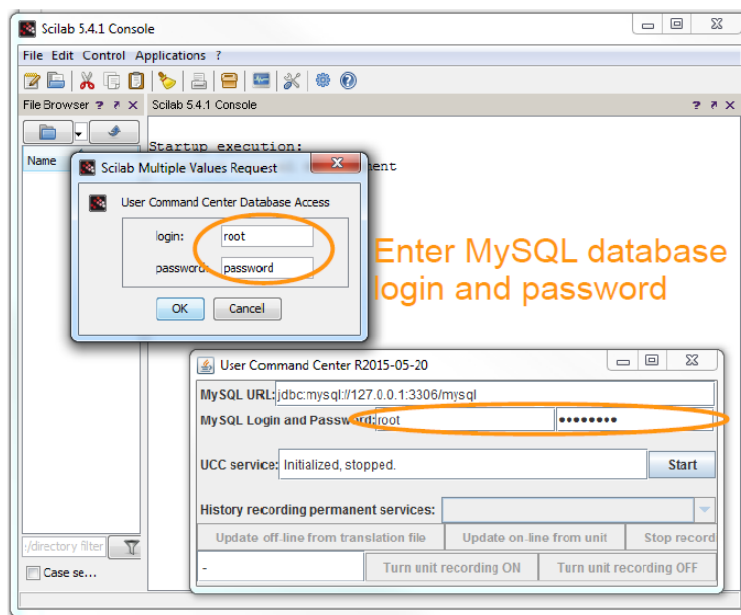 Scilab 5.4.1 Console
File Edit Control Applications ?
File Browser ? ↗ X Scilab 5.4.1 Console ? ↗ X
Name
Startup execution:
ment
Scilab Multiple Values Request
User Command Center Database Access
login: root
password: password
OK Cancel
Enter MySQL database
login and password
User Command Center R2015-05-20
MySQL URL: jdbc:mysql://127.0.0.1:3306/mysql
MySQL Login and Password: root ••••••••
UCC service: Initialized, stopped. Start
History recording permanent services:
Update off-line from translation file Update on-line from unit Stop record
- Turn unit recording ON Turn unit recording OFF
:/directory filter
Case se...